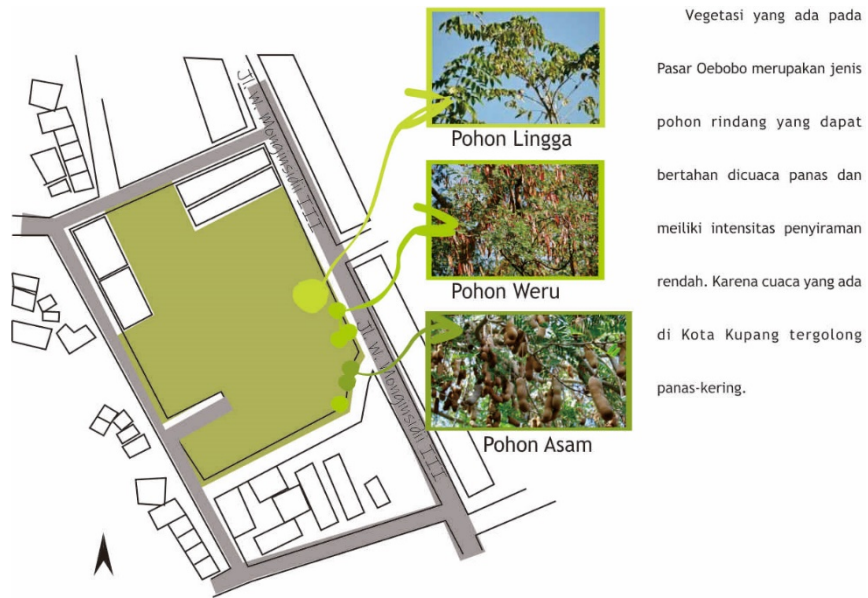 Jl. W. Monginsidi III
Jl. W. Monginsidi III
Pohon Lingga
Pohon Weru
Pohon Asam
Vegetasi yang ada pada
Pasar Oebobo merupakan jenis
pohon rindang yang dapat
bertahan dicuaca panas dan
meiliki intensitas penyiraman
rendah. Karena cuaca yang ada
di Kota Kupang tergolong
panas-kering.